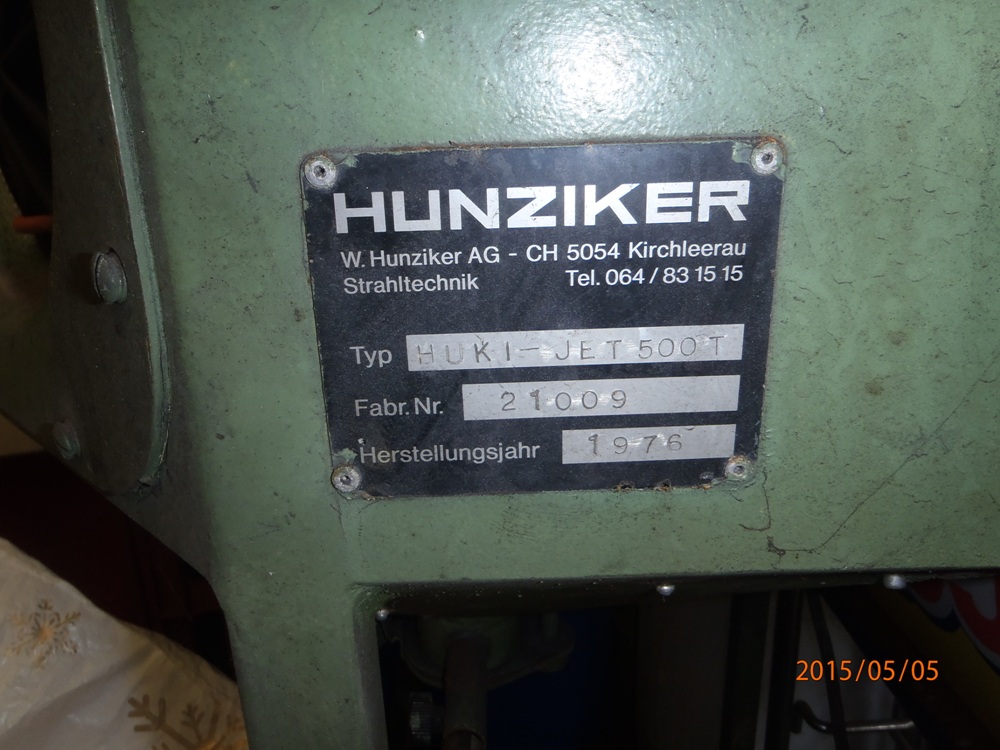 HUNZIKER
W. Hunziker AG - CH 5054 Kirchleerau
Strahltechnik Tel. 064/83 15 15
Typ HUKI-JET 500T
Fabr. Nr. 21009
Herstellungsjahr 1976
2015/05/05